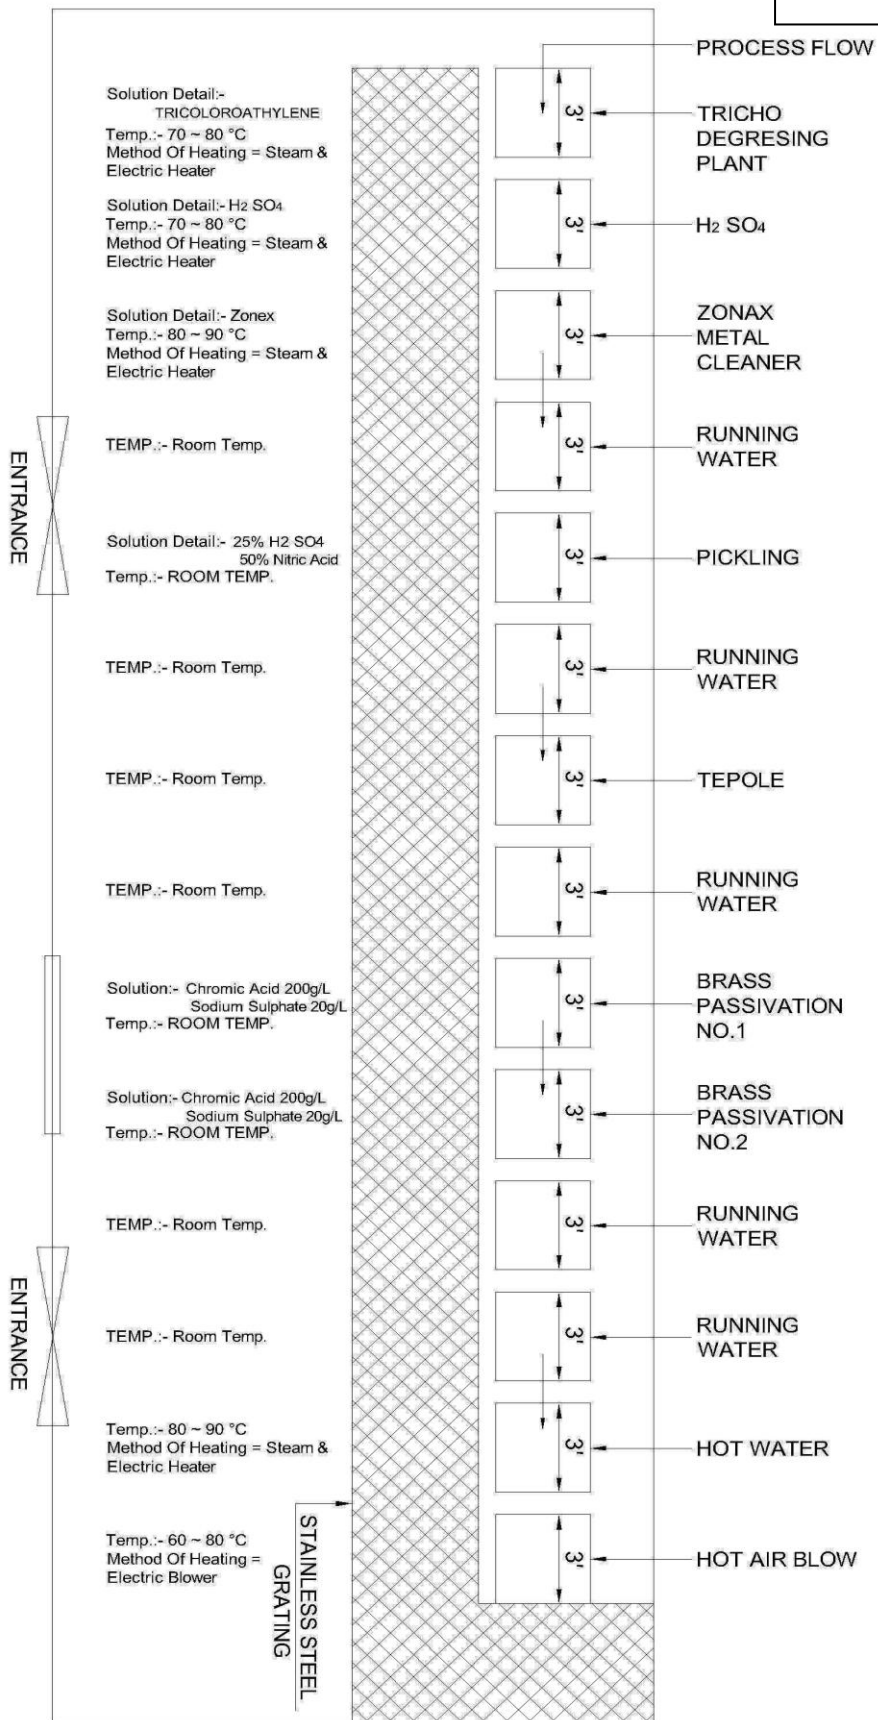 PROCESS FLOW
Solution Detail:-
TRICOLOROATHYLENE
Temp.:- 70 ~ 80 °C
Method Of Heating = Steam &
Electric Heater
3'
TRICHO
DEGRESING
PLANT
Solution Detail:- H2 SO4
Temp.:- 70 ~ 80 °C
Method Of Heating = Steam &
Electric Heater
3'
H2 SO4
Solution Detail:- Zonex
Temp.:- 80 ~ 90 °C
Method Of Heating = Steam &
Electric Heater
3'
ZONAX
METAL
CLEANER
ENTRANCE
TEMP.:- Room Temp.
3'
RUNNING
WATER
Solution Detail:- 25% H2 SO4
50% Nitric Acid
Temp.:- ROOM TEMP.
3'
PICKLING
TEMP.:- Room Temp.
3'
RUNNING
WATER
TEMP.:- Room Temp.
3'
TEPOLE
TEMP.:- Room Temp.
3'
RUNNING
WATER
Solution:- Chromic Acid 200g/L
Sodium Sulphate 20g/L
Temp.:- ROOM TEMP.
3'
BRASS
PASSIVATION
NO.1
Solution:- Chromic Acid 200g/L
Sodium Sulphate 20g/L
Temp.:- ROOM TEMP.
3'
BRASS
PASSIVATION
NO.2
TEMP.:- Room Temp.
3'
RUNNING
WATER
ENTRANCE
TEMP.:- Room Temp.
3'
RUNNING
WATER
Temp.:- 80 ~ 90 °C
Method Of Heating = Steam &
Electric Heater
3'
HOT WATER
Temp.:- 60 ~ 80 °C
Method Of Heating =
Electric Blower
STAINLESS STEEL
GRATING
3'
HOT AIR BLOW